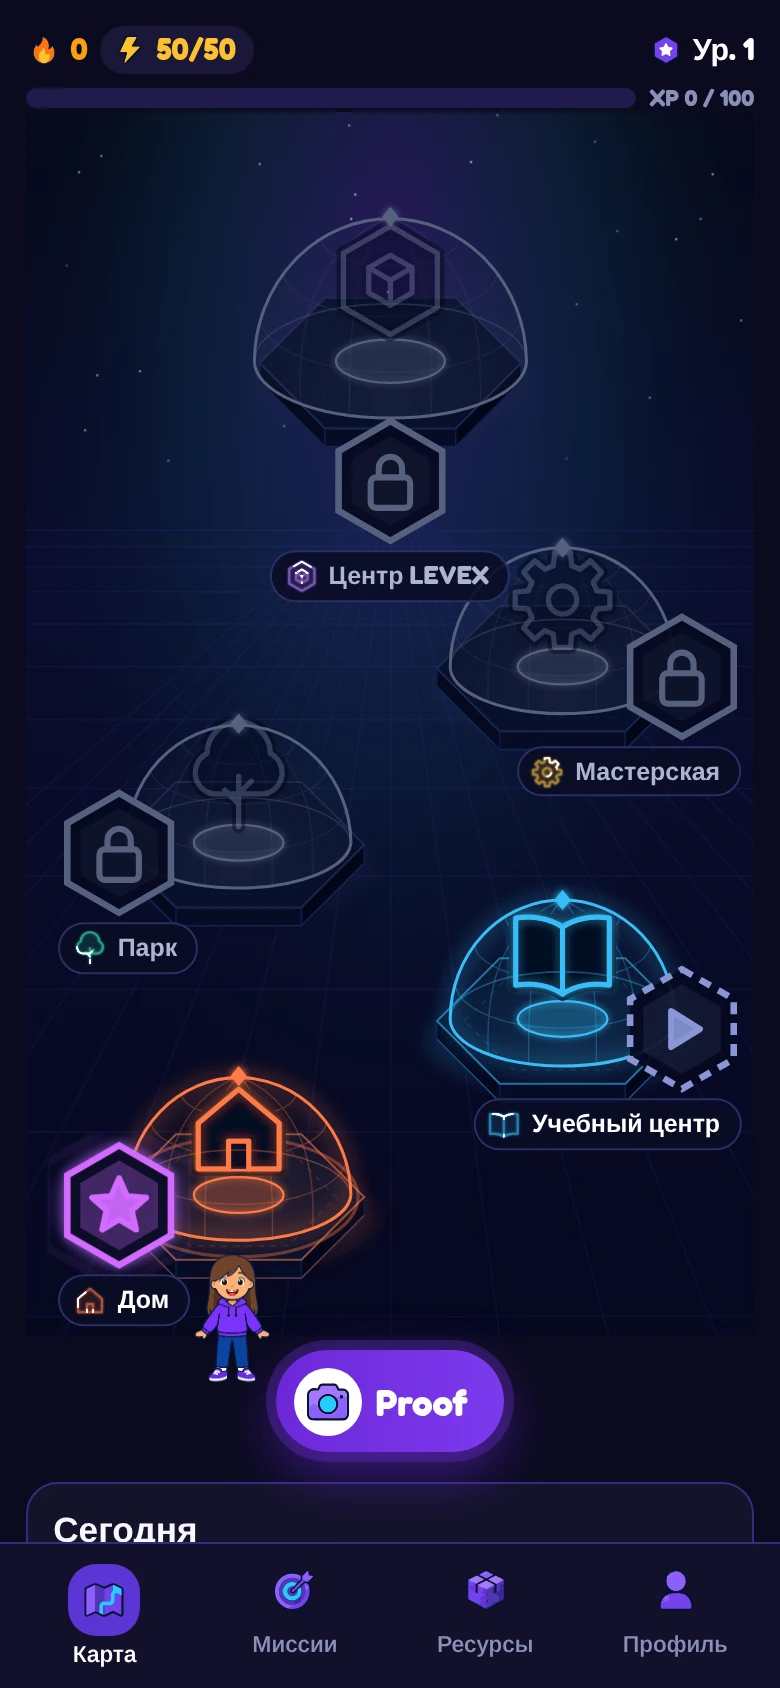 0 50/50 Ур. 1
XP 0 / 100
Центр LEVEX
Мастерская
Парк
Учебный центр
Дом
Proof
Сегодня
Карта Миссии Ресурсы Профиль